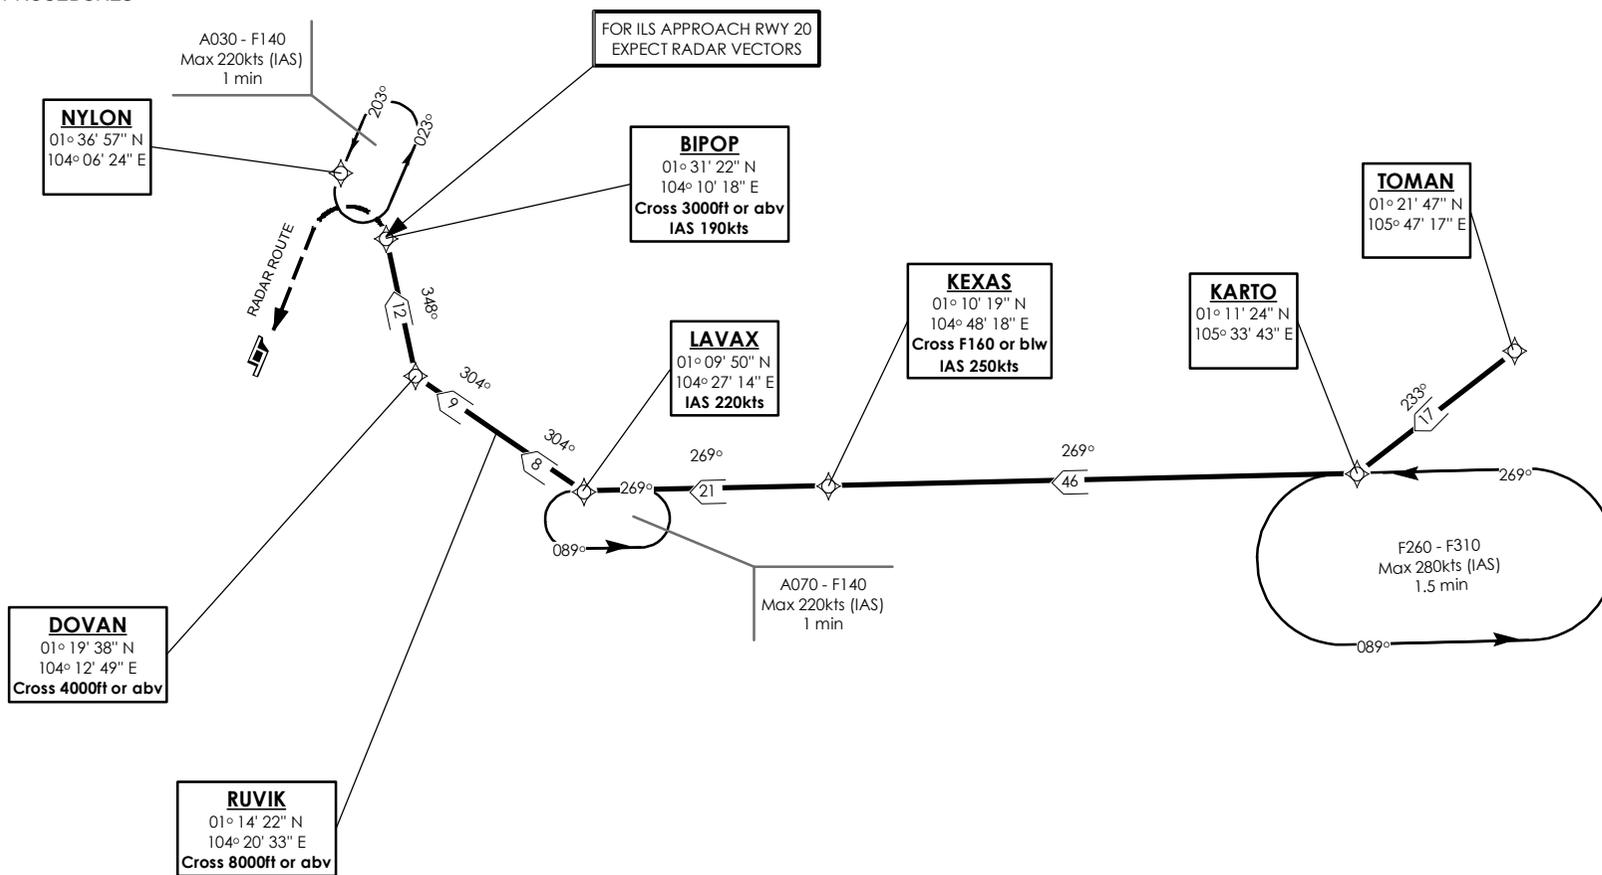 A030 - F140
Max 220kts (IAS)
1 min
FOR ILS APPROACH RWY 20
EXPECT RADAR VECTORS
203°
023°
NYLON
01° 36' 57" N
104° 06' 24" E
BIPOP
01° 31' 22" N
104° 10' 18" E
Cross 3000ft or abv
IAS 190kts
TOMAN
01° 21' 47" N
105° 47' 17" E
RADAR ROUTE
12
348°
KEXAS
01° 10' 19" N
104° 48' 18" E
Cross F160 or blw
IAS 250kts
KARTO
01° 11' 24" N
105° 33' 43" E
LAVAX
01° 09' 50" N
104° 27' 14" E
IAS 220kts
304°
9
304°
8
233°
17
269°
21
269°
46
269°
089°
269°
089°
F260 - F310
Max 280kts (IAS)
1.5 min
A070 - F140
Max 220kts (IAS)
1 min
DOVAN
01° 19' 38" N
104° 12' 49" E
Cross 4000ft or abv
RUVIK
01° 14' 22" N
104° 20' 33" E
Cross 8000ft or abv